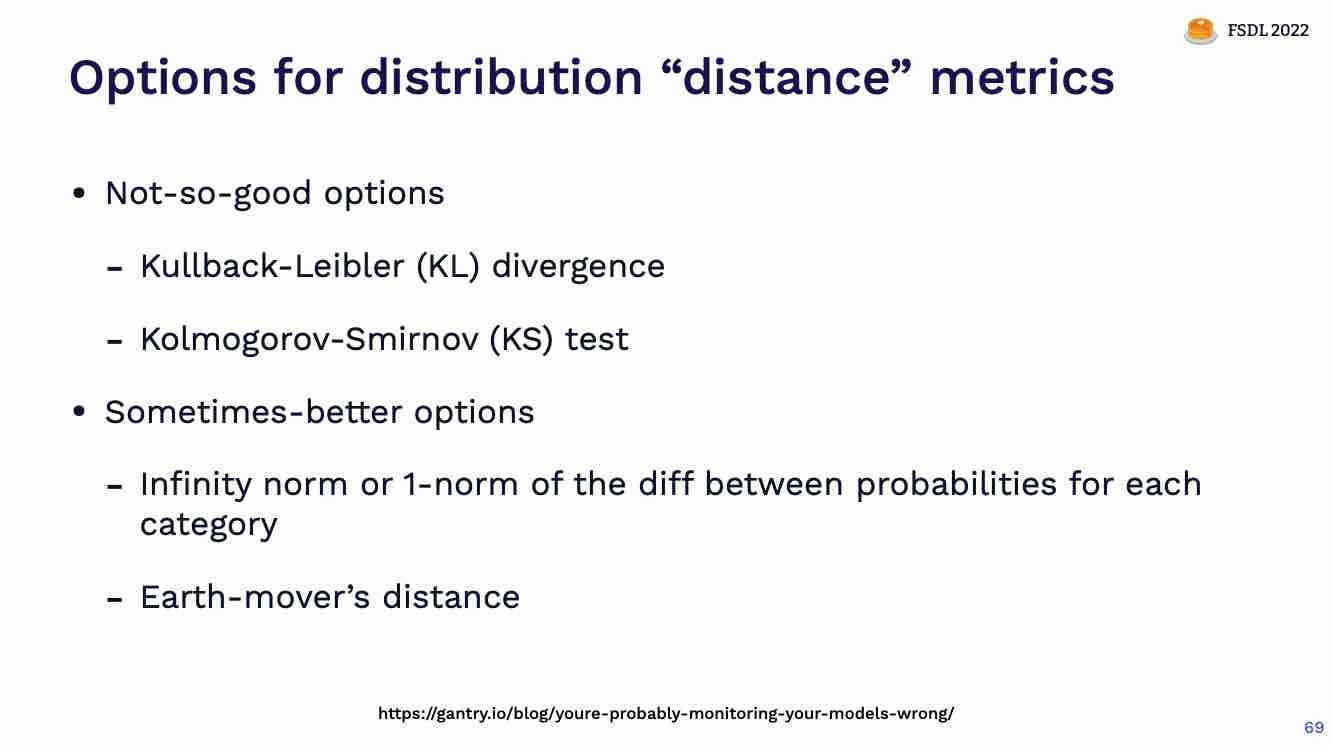 FSDL 2022
Options for distribution “distance” metrics
• Not-so-good options
- Kullback-Leibler (KL) divergence
- Kolmogorov-Smirnov (KS) test
• Sometimes-better options
- Infinity norm or 1-norm of the diff between probabilities for each
category
- Earth-mover’s distance
https://gantry.io/blog/youre-probably-monitoring-your-models-wrong/
69